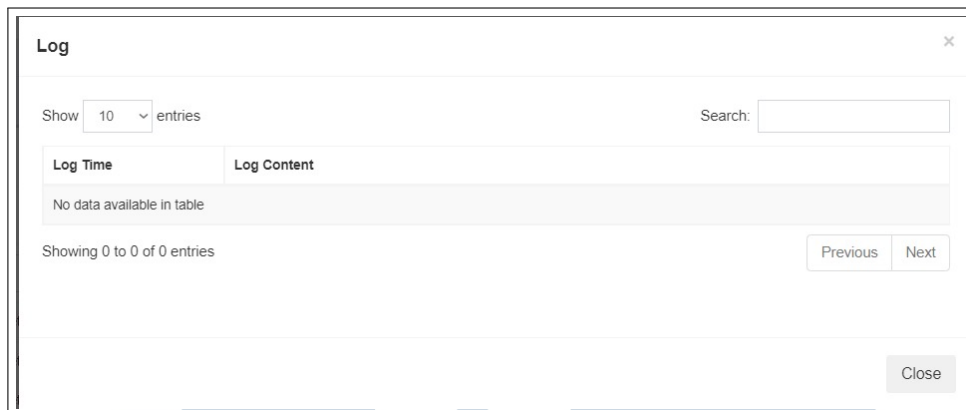 Log
×
Show 10 entries Search:
Log Time Log Content
No data available in table
Showing 0 to 0 of 0 entries Previous Next
Close